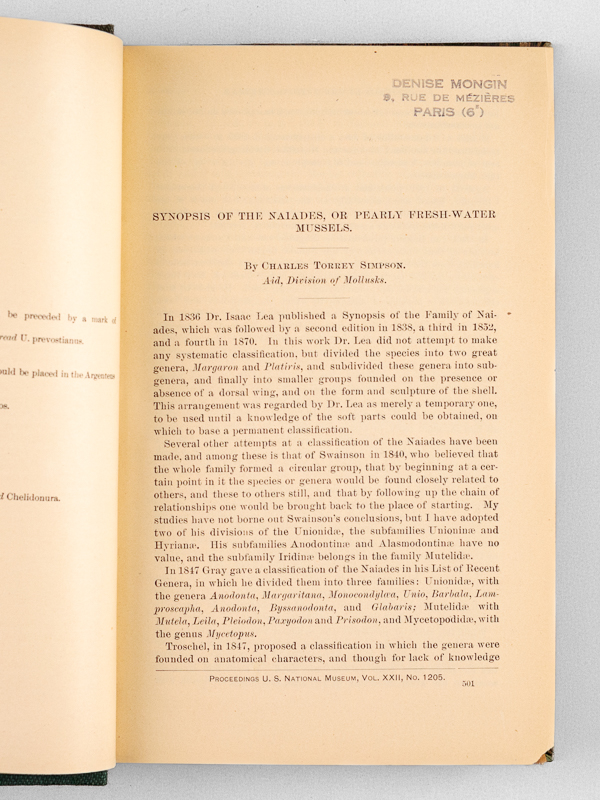 be preceded by a mark of
read U. prevostianus.
ould be placed in the Argenteus
os.
d Chelidonura.
DENISE MONGIN
8, RUE DE MÉZIÈRES
PARIS (6e)
SYNOPSIS OF THE NAIADES, OR PEARLY FRESH-WATER
MUSSELS.
By Charles Torrey Simpson.
Aid, Division of Mollusks.
In 1836 Dr. Isaac Lea published a Synopsis of the Family of Nai-
ades, which was followed by a second edition in 1838, a third in 1852,
and a fourth in 1870. In this work Dr. Lea did not attempt to make
any systematic classification, but divided the species into two great
genera, Margaron and Platiris, and subdivided these genera into sub-
genera, and finally into smaller groups founded on the presence or
absence of a dorsal wing, and on the form and sculpture of the shell.
This arrangement was regarded by Dr. Lea as merely a temporary one,
to be used until a knowledge of the soft parts could be obtained, on
which to base a permanent classification.
Several other attempts at a classification of the Naiades have been
made, and among these is that of Swainson in 1840, who believed that
the whole family formed a circular group, that by beginning at a cer-
tain point in it the species or genera would be found closely related to
others, and these to others still, and that by following up the chain of
relationships one would be brought back to the place of starting. My
studies have not borne out Swainson's conclusions, but I have adopted
two of his divisions of the Unionidæ, the subfamilies Unioninæ and
Hyrianæ. His subfamilies Anodontinæ and Alasmodontinæ have no
value, and the subfamily Iridinæ belongs in the family Mutelidæ.
In 1847 Gray gave a classification of the Naiades in his List of Recent
Genera, in which he divided them into three families: Unionidæ, with
the genera Anodonta, Margaritana, Monocondylœa, Unio, Barbala, Lam-
proscapha, Anodonta, Byssanodonta, and Glabaris; Mutelidæ with
Mutela, Leila, Pleiodon, Paxyodon and Prisodon, and Mycetopodidæ, with
the genus Mycetopus.
Troschel, in 1847, proposed a classification in which the genera were
founded on anatomical characters, and though for lack of knowledge
Proceedings U. S. National Museum, Vol. XXII, No. 1205.
501